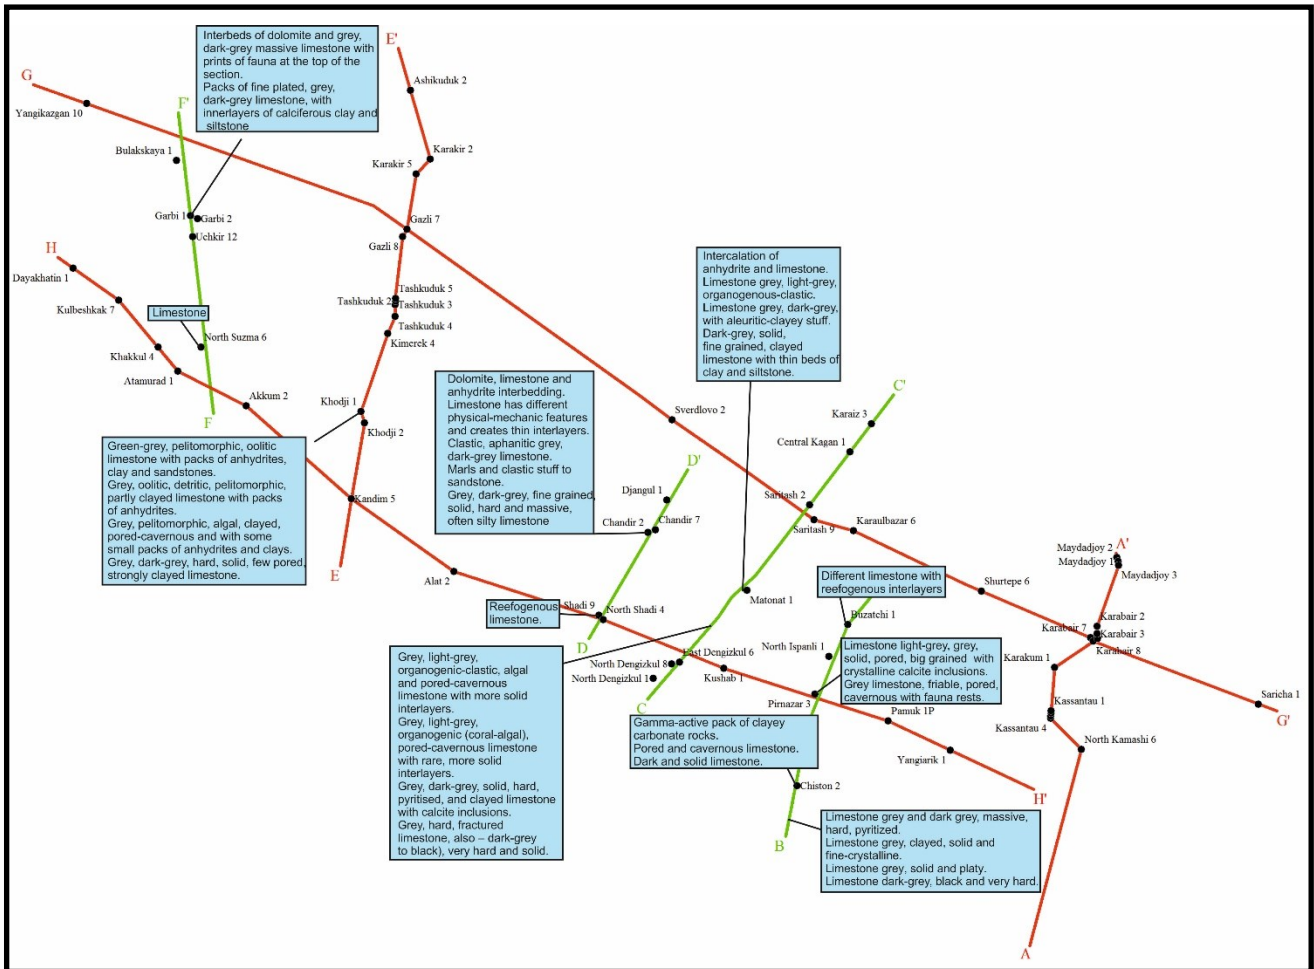 G
Yangikazgan 10
F'
Interbeds of dolomite and grey,
dark-grey massive limestone with
prints of fauna at the top of the
section.
Packs of fine plated, grey,
dark-grey limestone, with
innerlayers of calciferous clay and
siltstone
E'
Ashikuduk 2
Karakir 2
Karakir 5
Bulakskaya 1
Garbi 1
Garbi 2
Uchkir 12
Gazli 7
Gazli 8
H
Dayakhatin 1
Kulbeshkak 7
Limestone
North Suzma 6
Khakkul 4
Atamurad 1
Akkum 2
F
Tashkuduk 5
Tashkuduk 2
Tashkuduk 3
Tashkuduk 4
Kimerek 4
Khodji 1
Khodji 2
Intercalation of
anhydrite and limestone.
Limestone grey, light-grey,
organogenous-clastic.
Limestone grey, dark-grey,
with aleuritic-clayey stuff.
Dark-grey, solid,
fine grained, clayed
limestone with thin beds of
clay and siltstone.
Dolomite, limestone and
anhydrite interbedding.
Limestone has different
physical-mechanic features
and creates thin interlayers.
Clastic, aphanitic grey,
dark-grey limestone.
Marls and clastic stuff to
sandstone.
Grey, dark-grey, fine grained,
solid, hard and massive,
often silty limestone
Green-grey, pelitomorphic, oolitic
limestone with packs of anhydrites,
clay and sandstones.
Grey, oolitic, detritic, pelitomorphic,
partly clayed limestone with packs
of anhydrites.
Grey, pelitomorphic, algal, clayed,
pored-cavernous and with some
small packs of anhydrites and clays.
Grey, dark-grey, hard, solid, few pored,
strongly clayed limestone.
Kandim 5
E
Alat 2
Sverdlovo 2
C'
Karaiz 3
Central Kagan 1
D'
Djangul 1
Chandir 2
Chandir 7
Saritash 2
Saritash 9
Karaulbazar 6
Matonat 1
Shurtepe 6
A'
Maydadjoy 2
Maydadjoy 1
Maydadjoy 3
Karabair 2
Karabair 7
Karabair 3
Karabair 8
Reefogenous
limestone.
Shadi 9
North Shadi 4
D
Different limestone with
reefogenous interlayers
Buzatchi 1
North Ispanli 1
Limestone light-grey, grey,
solid, pored, big grained with
crystalline calcite inclusions.
Grey limestone, friable, pored,
cavernous with fauna rests.
Grey, light-grey,
organogenic-clastic, algal
and pored-cavernous
limestone with more solid
interlayers.
Grey, light-grey,
organogenic (coral-algal),
pored-cavernous limestone
with rare, more solid
interlayers.
Grey, dark-grey, solid, hard,
pyritised, and clayed limestone
with calcite inclusions.
Grey, hard, fractured
limestone, also – dark-grey
to black), very hard and solid.
North Dengizkul 8
East Dengizkul 6
North Dengizkul 1
C
Kushab 1
Pirnazar 3
Pamuk 1P
Yangiarik 1
H'
Karakum 1
Kassantau 1
Kassantau 4
North Kamashi 6
Saricha 1
G'
Gamma-active pack of clayey
carbonate rocks.
Pored and cavernous limestone.
Dark and solid limestone.
Chiston 2
B
Limestone grey and dark grey, massive,
hard, pyritized.
Limestone grey, clayed, solid and
fine-crystalline.
Limestone grey, solid and platy.
Limestone dark-grey, black and very hard.
A